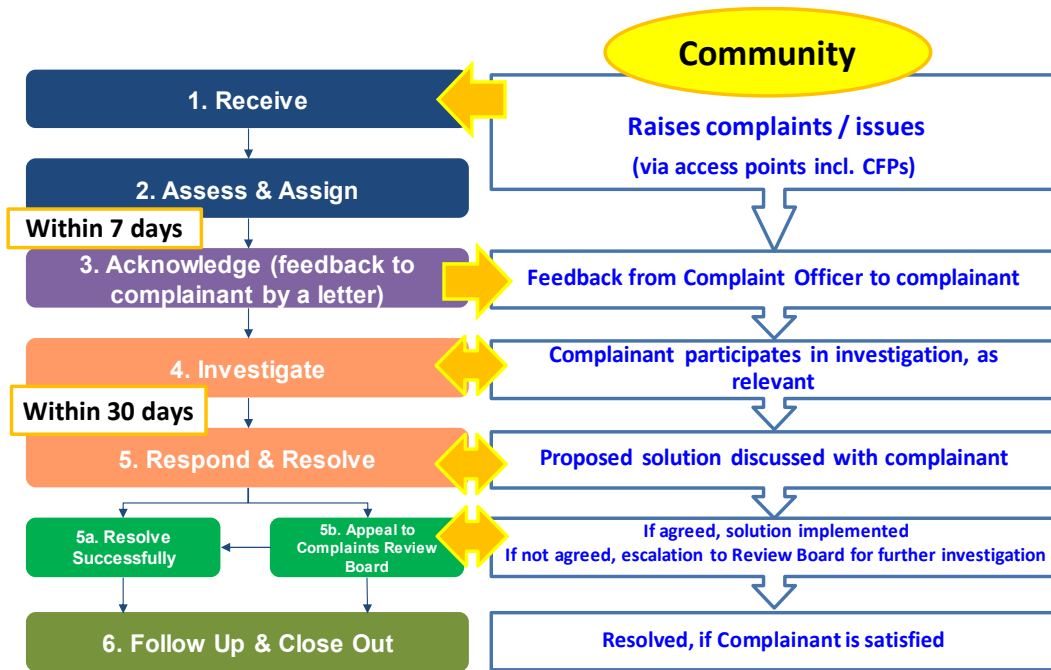 Community
1. Receive
Raises complaints / issues
(via access points incl. CFPs)
2. Assess & Assign
Within 7 days
3. Acknowledge (feedback to
complainant by a letter)
Feedback from Complaint Officer to complainant
4. Investigate
Complainant participates in investigation, as
relevant
Within 30 days
5. Respond & Resolve
Proposed solution discussed with complainant
5a. Resolve
Successfully
5b. Appeal to
Complaints Review
Board
If agreed, solution implemented
If not agreed, escalation to Review Board for further investigation
6. Follow Up & Close Out
Resolved, if Complainant is satisfied